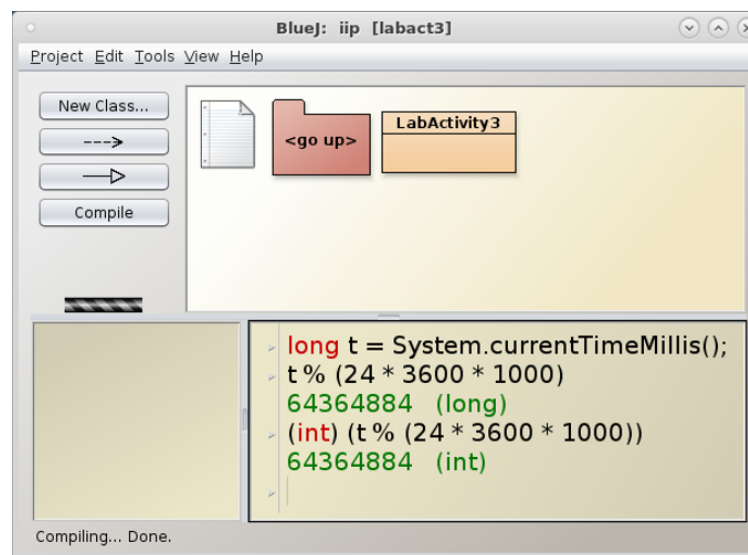 BlueJ: iip [labact3]
Project Edit Tools View Help
New Class...
--->
Compile
<go up>
LabActivity3
long t = System.currentTimeMillis();
t % (24 * 3600 * 1000)
64364884 (long)
(int) (t % (24 * 3600 * 1000))
64364884 (int)
Compiling... Done.